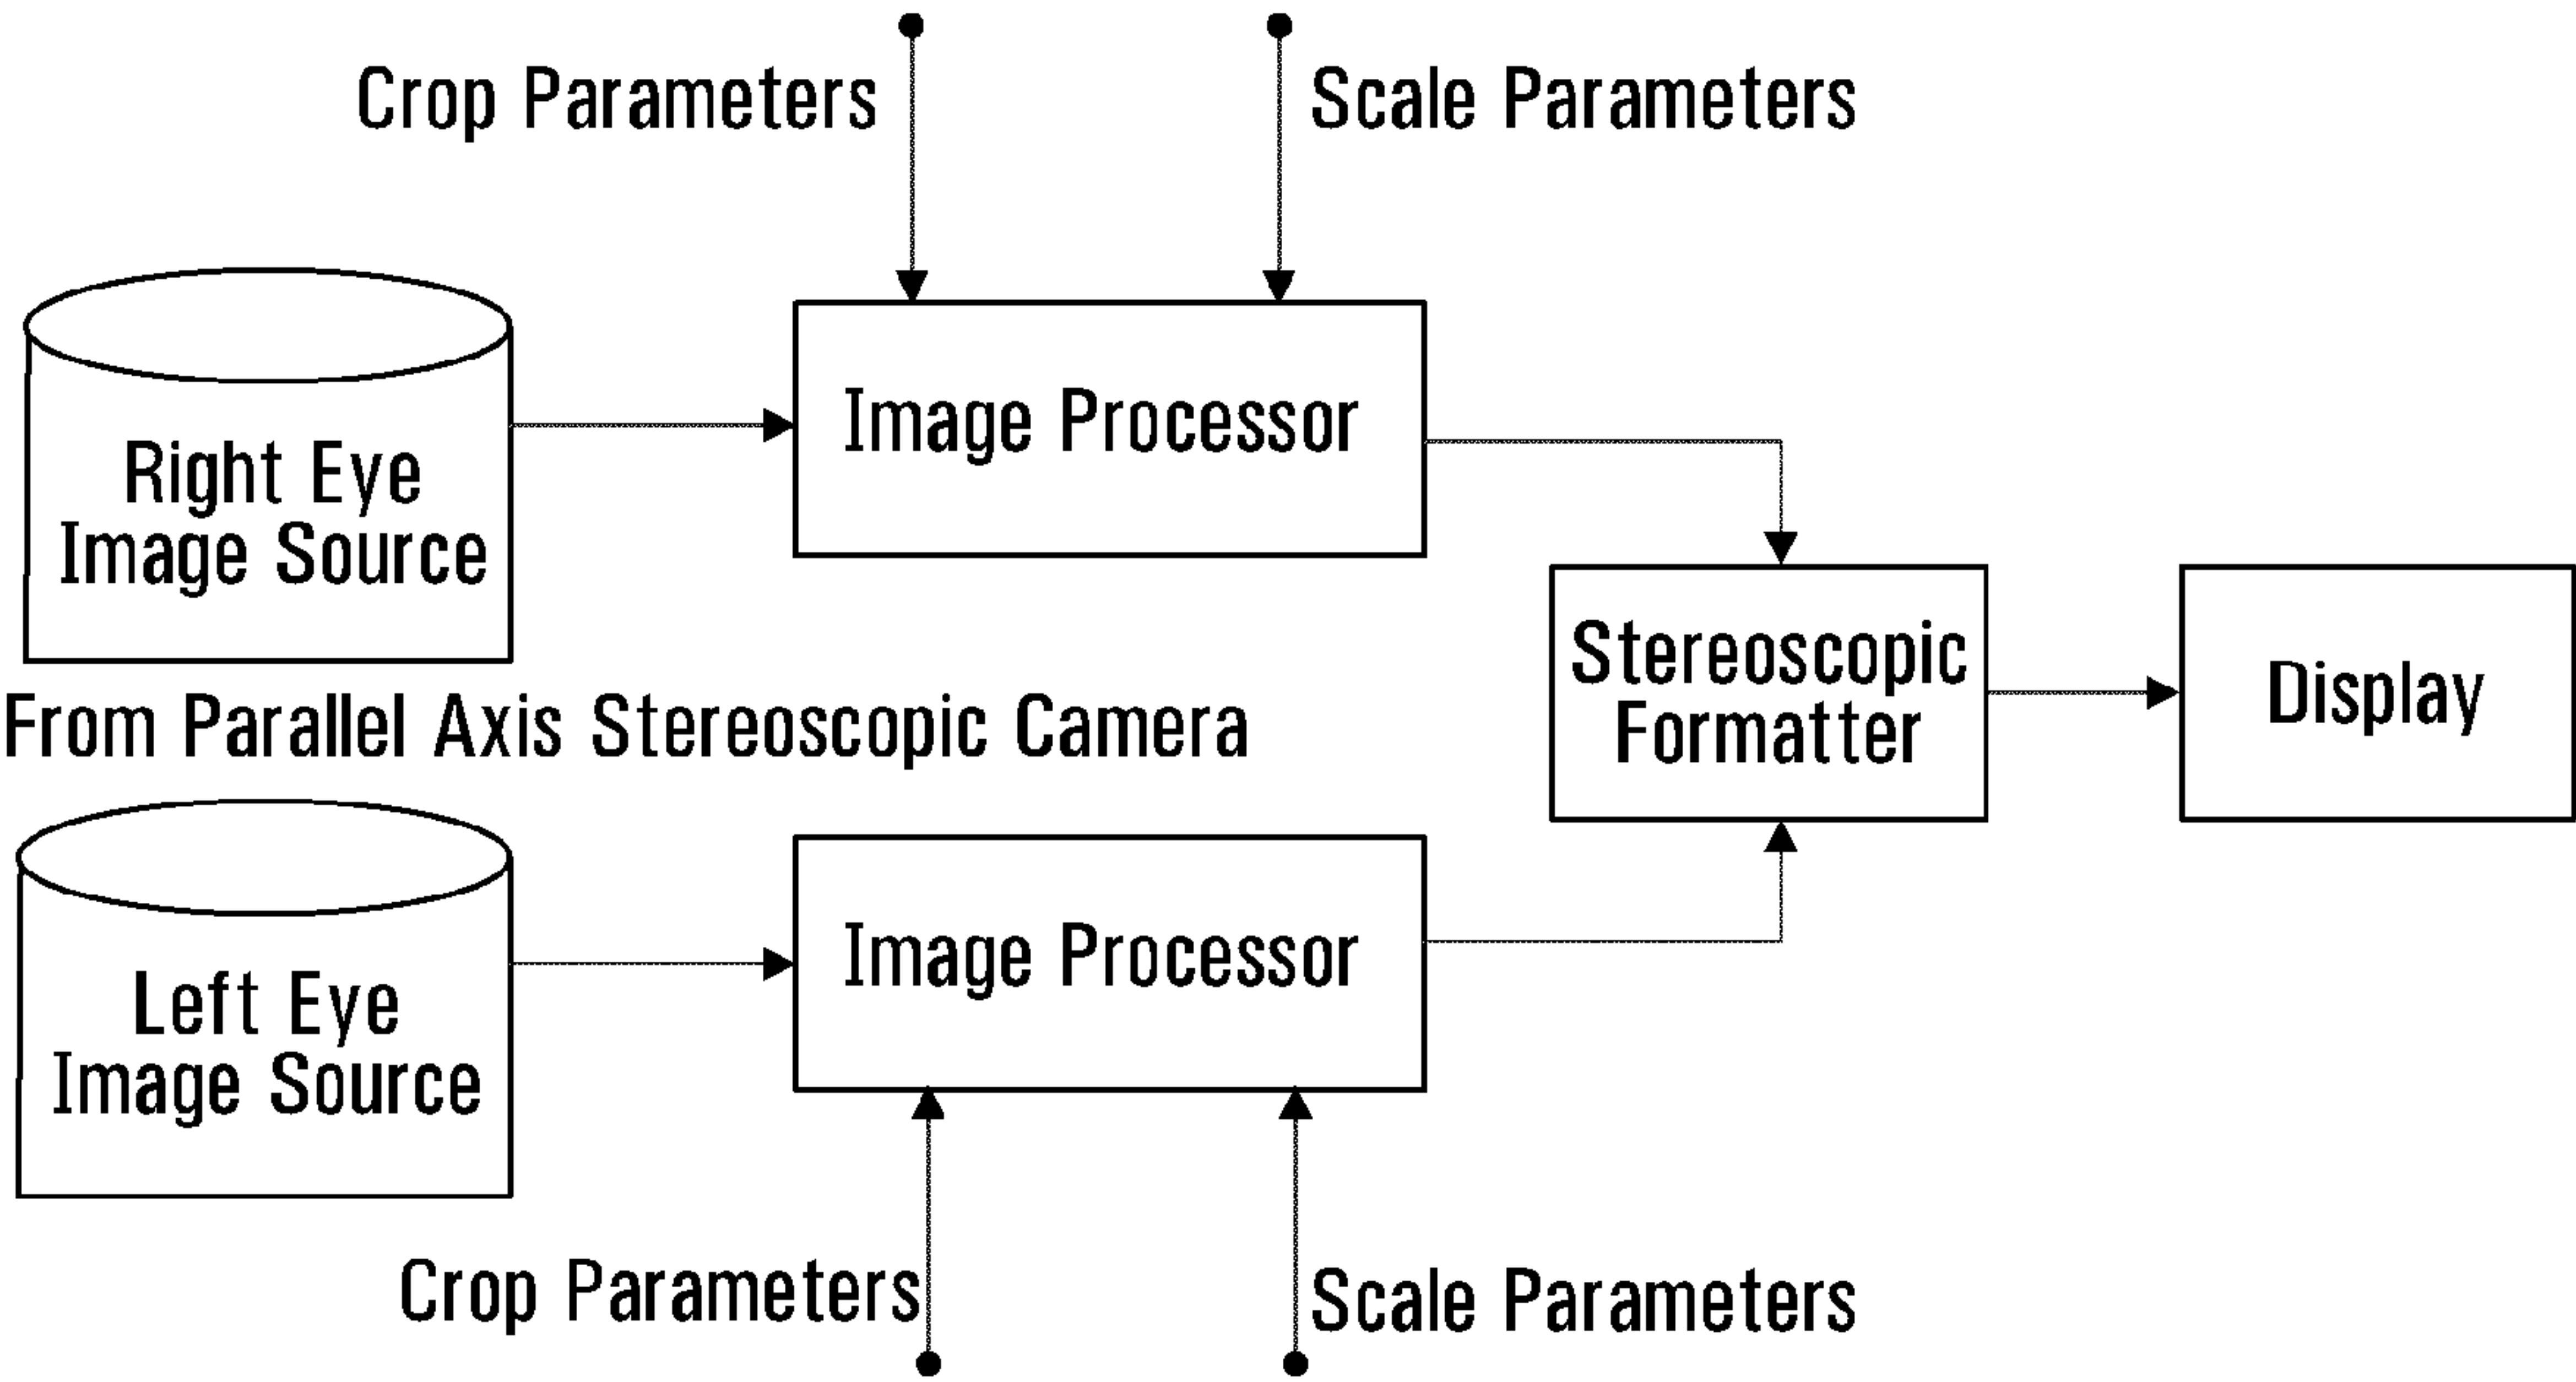 Crop Parameters
Scale Parameters
Right Eye
Image Source
Image Processor
Stereoscopic
Formatter
Display
From Parallel Axis Stereoscopic Camera
Left Eye
Image Source
Image Processor
Crop Parameters
Scale Parameters